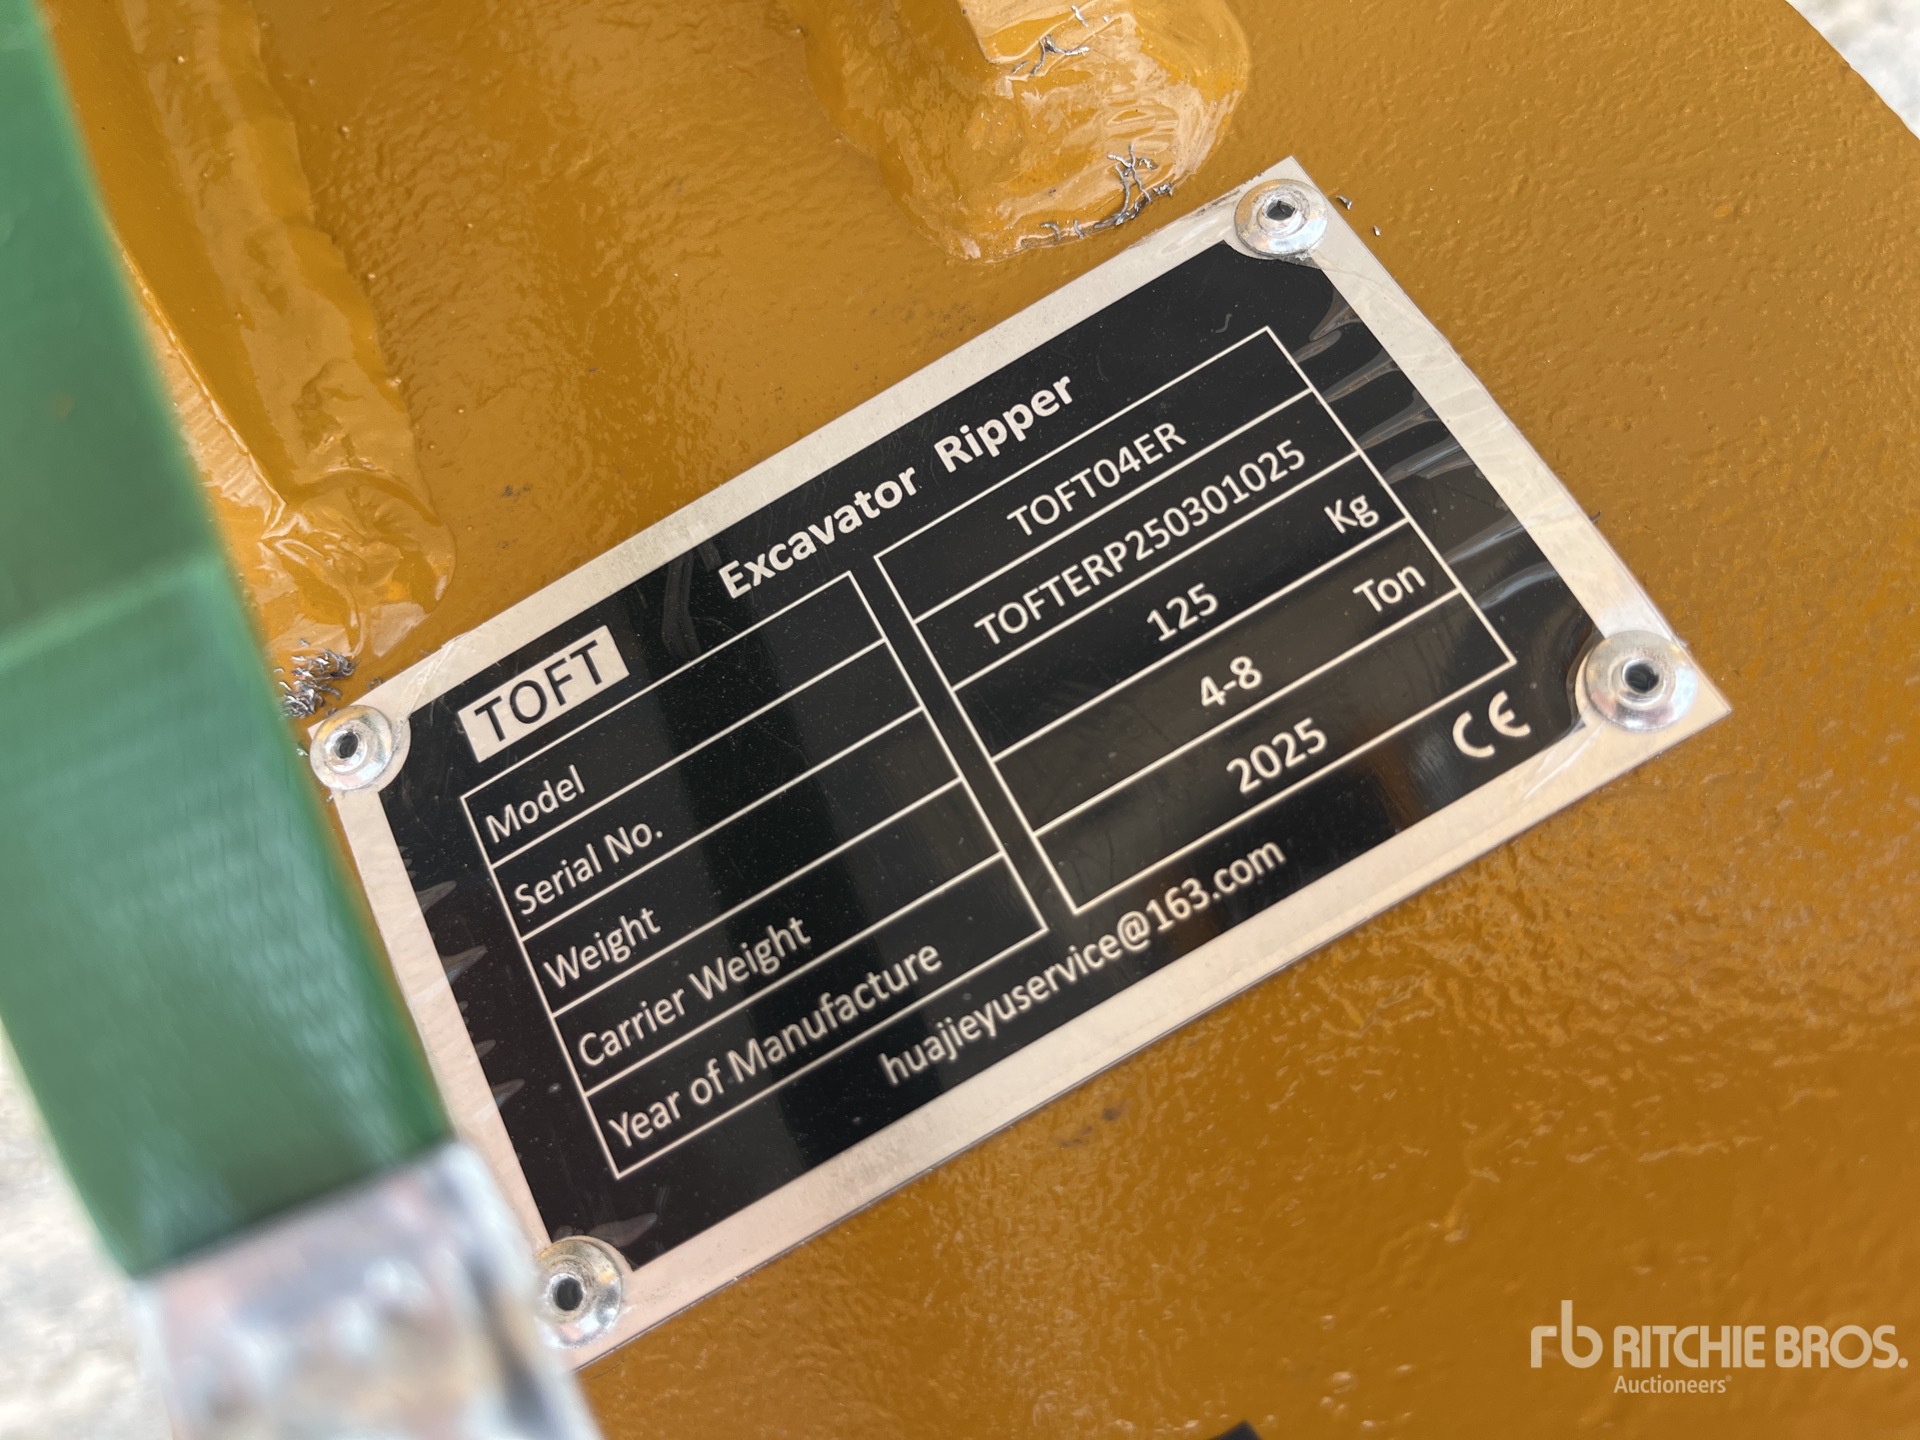 TOFT Excavator Ripper
Model TOFT04ER
Serial No. TOFTERP250301025
Weight 125 Kg
Carrier Weight 4-8 Ton
Year of Manufacture 2025
huajieyuservice@163.com CE
rb RITCHIE BROS.
Auctioneers